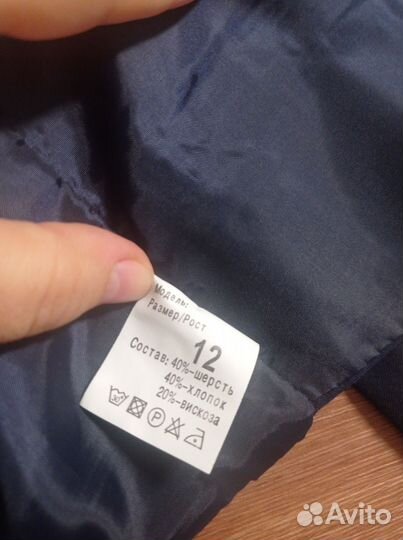 Модель:
Размер/Рост
12
Состав: 40%-шерсть
40%-хлопок
20%-вискоза
P
Avito